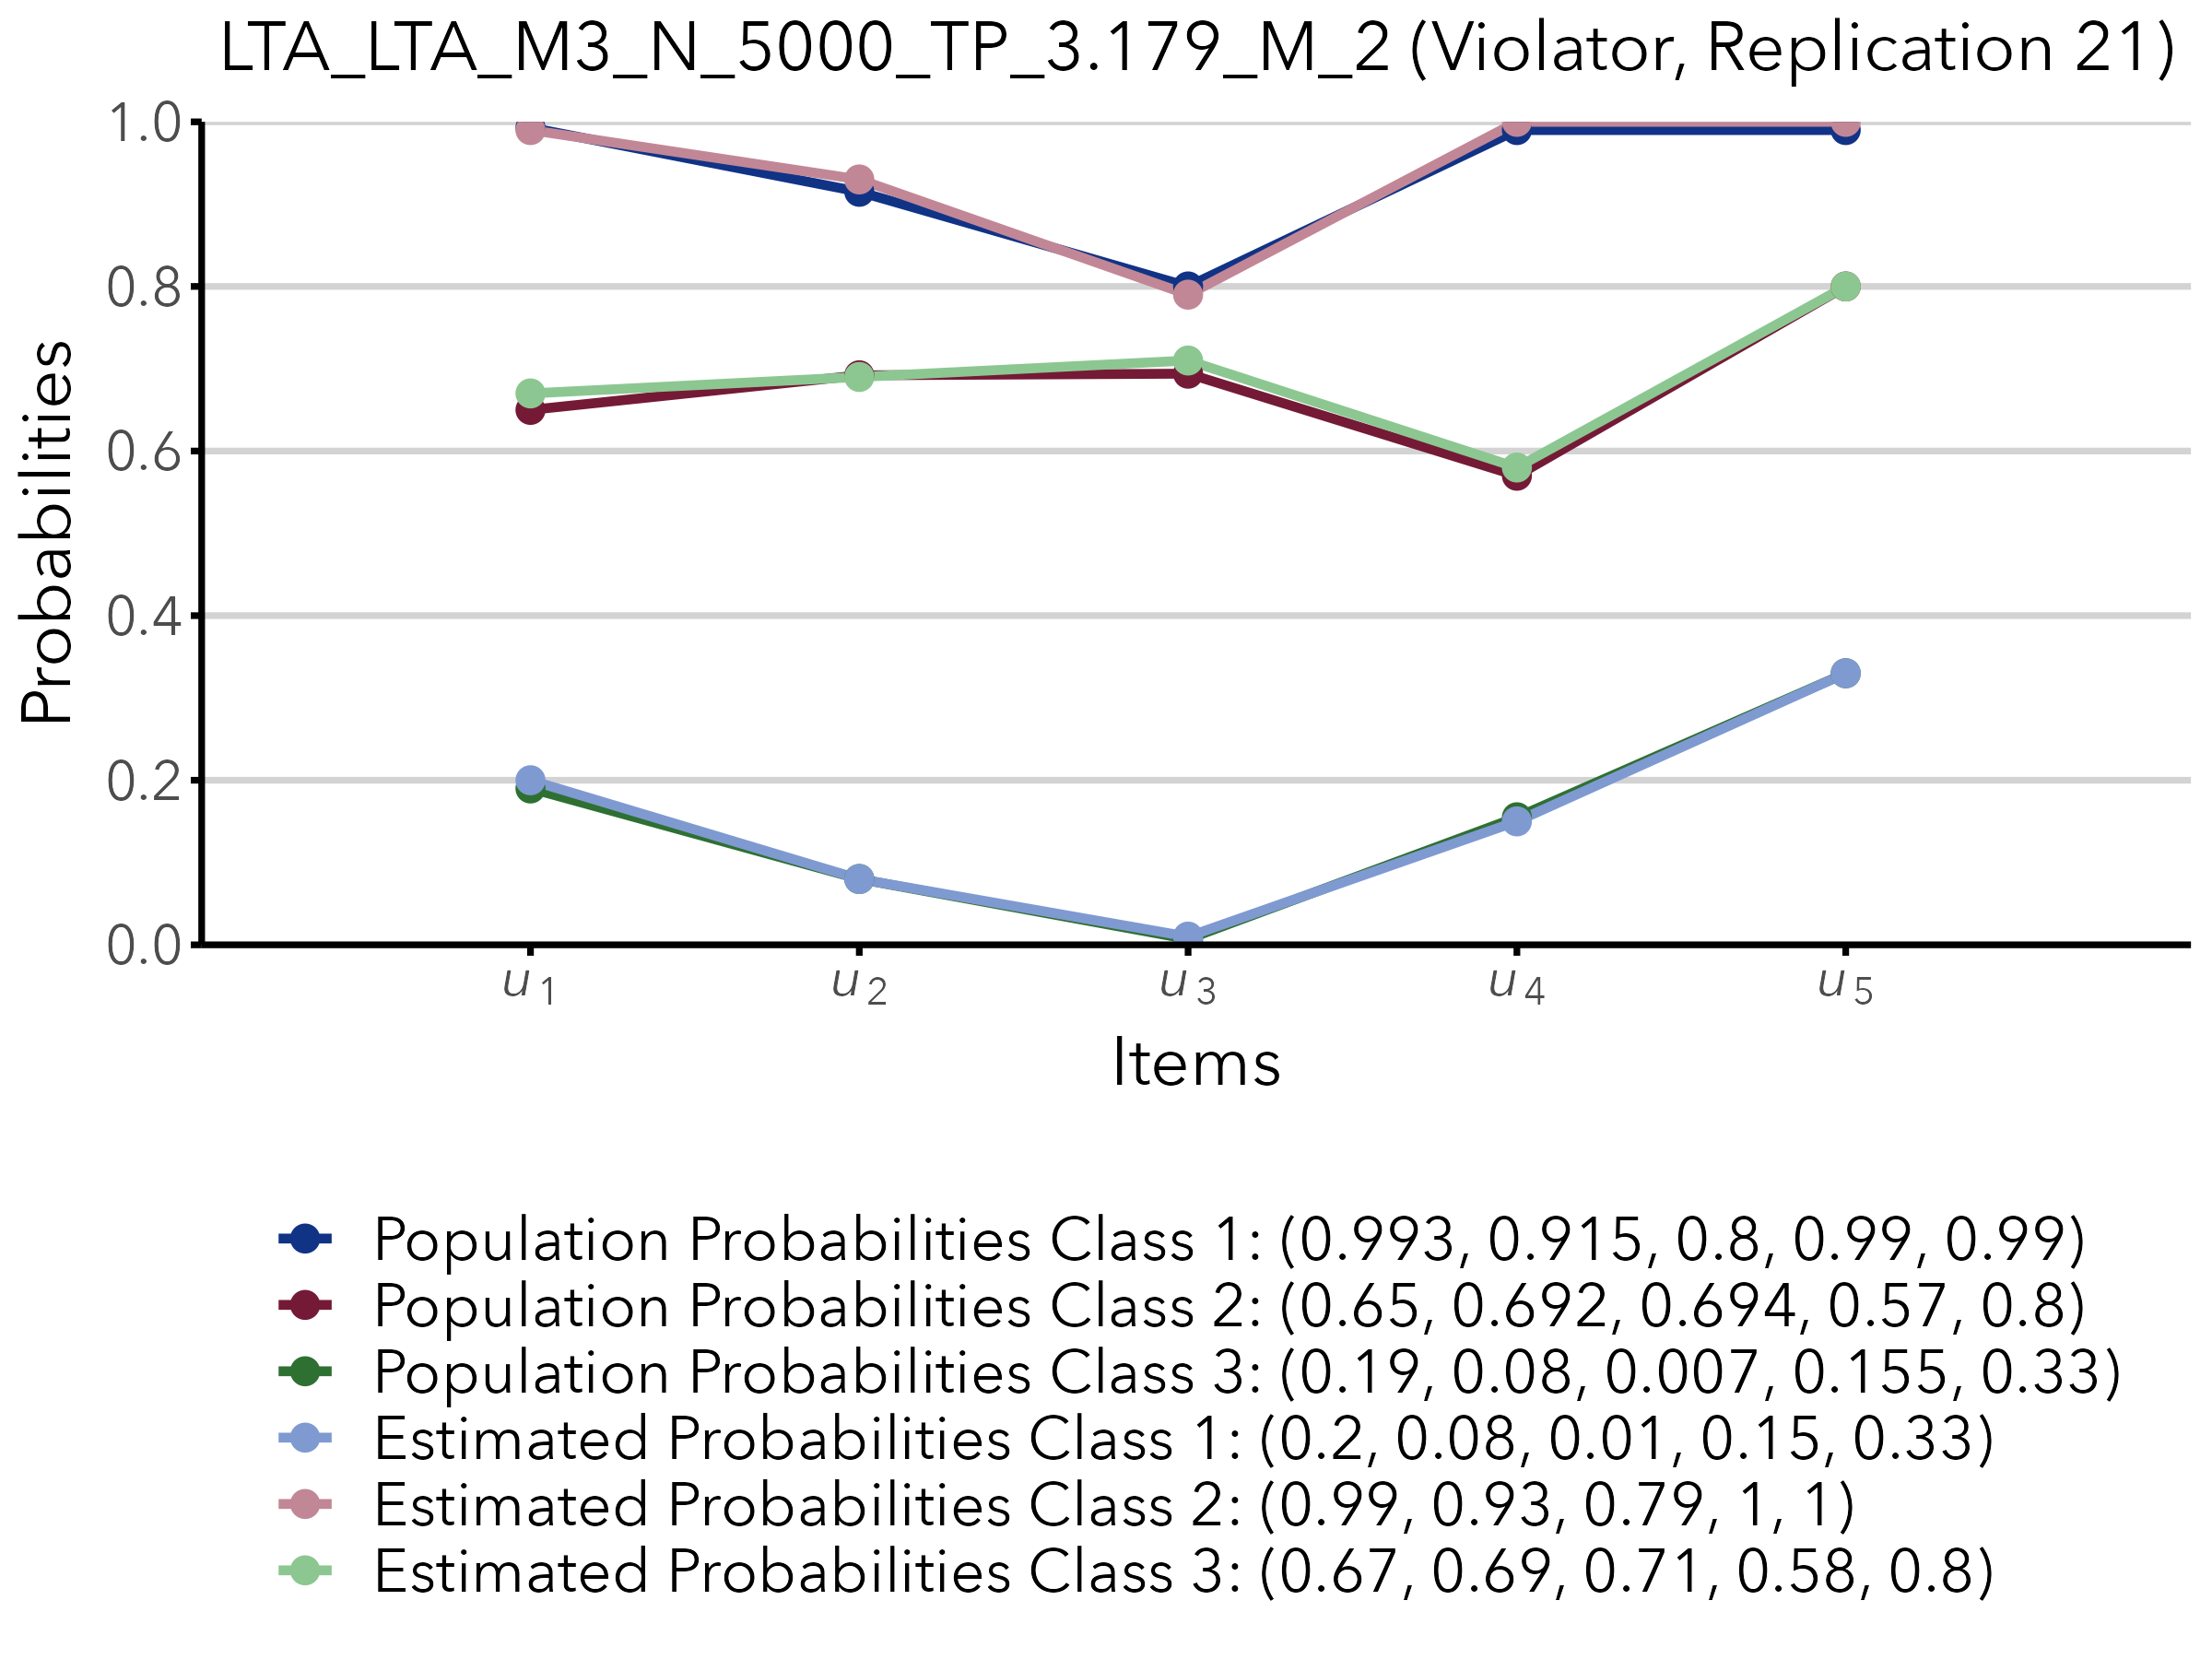 LTA_LTA_M3_N_5000_TP_3.179_M_2 (Violator, Replication 21)
1.0
0.8
0.6
0.4
0.2
0.0
Probabilities
u1 u2 u3 u4 u5
Items
Population Probabilities Class 1: (0.993, 0.915, 0.8, 0.99, 0.99)
Population Probabilities Class 2: (0.65, 0.692, 0.694, 0.57, 0.8)
Population Probabilities Class 3: (0.19, 0.08, 0.007, 0.155, 0.33)
Estimated Probabilities Class 1: (0.2, 0.08, 0.01, 0.15, 0.33)
Estimated Probabilities Class 2: (0.99, 0.93, 0.79, 1, 1)
Estimated Probabilities Class 3: (0.67, 0.69, 0.71, 0.58, 0.8)